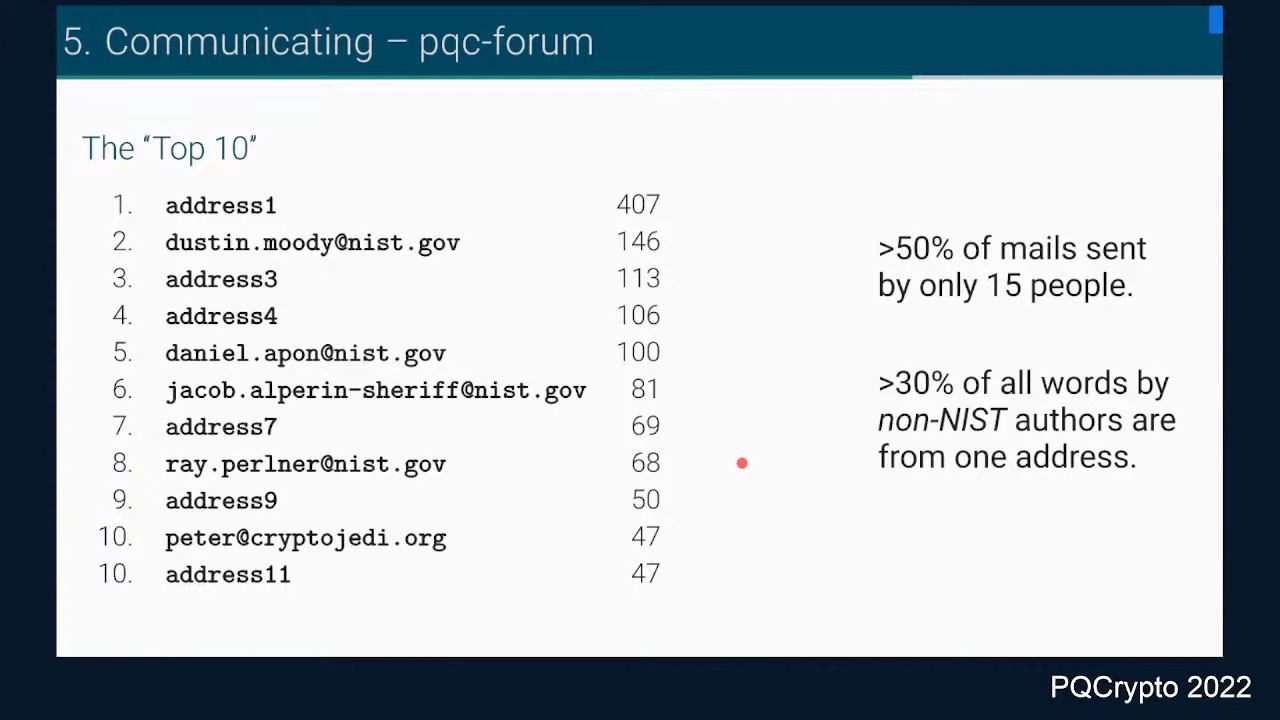 5. Communicating – pqc-forum
The “Top 10”
1. address1 407
2. dustin.moody@nist.gov 146
3. address3 113
4. address4 106
5. daniel.apon@nist.gov 100
6. jacob.alperin-sheriff@nist.gov 81
7. address7 69
8. ray.perlner@nist.gov 68
9. address9 50
10. peter@cryptojedi.org 47
10. address11 47
>50% of mails sent
by only 15 people.
>30% of all words by
non-NIST authors are
from one address.
PQCrypto 2022